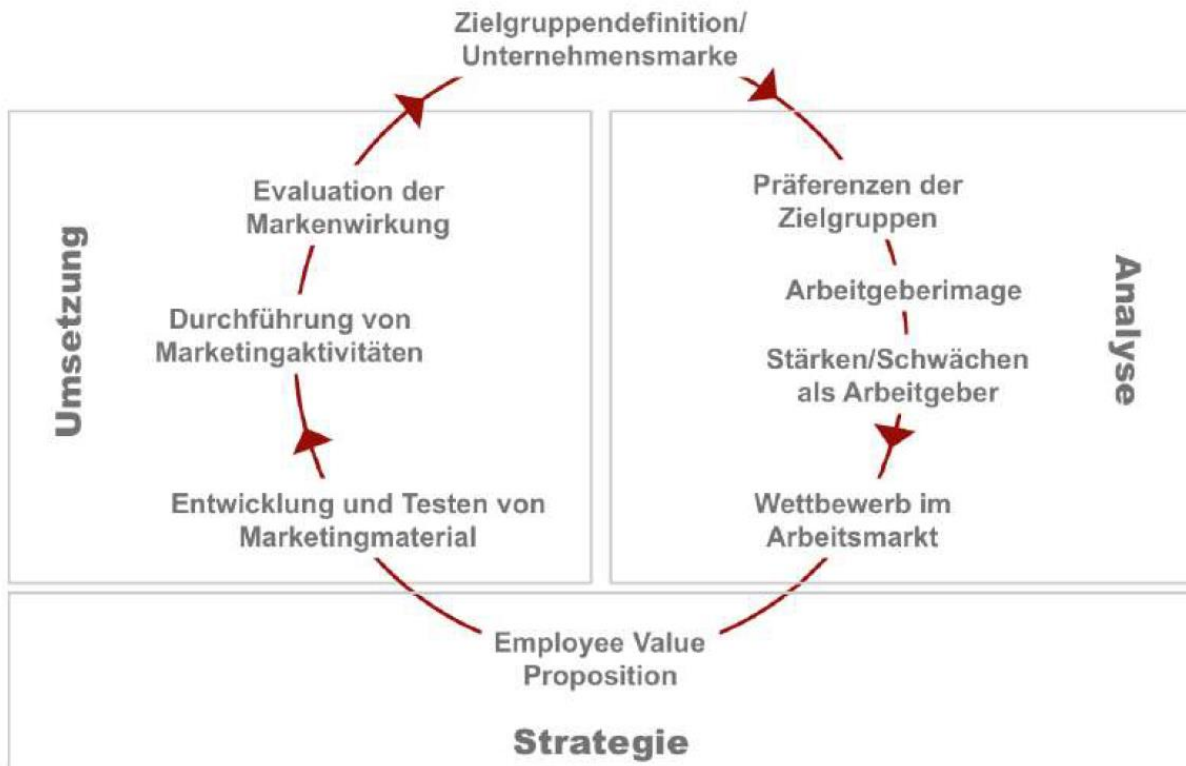 Zielgruppendefinition/
Unternehmensmarke
Umsetzung
Evaluation der
Markenwirkung
Durchführung von
Marketingaktivitäten
Entwicklung und Testen von
Marketingmaterial
Präferenzen der
Zielgruppen
Arbeitgeberimage
Stärken/Schwächen
als Arbeitgeber
Wettbewerb im
Arbeitsmarkt
Analyse
Employee Value
Proposition
Strategie